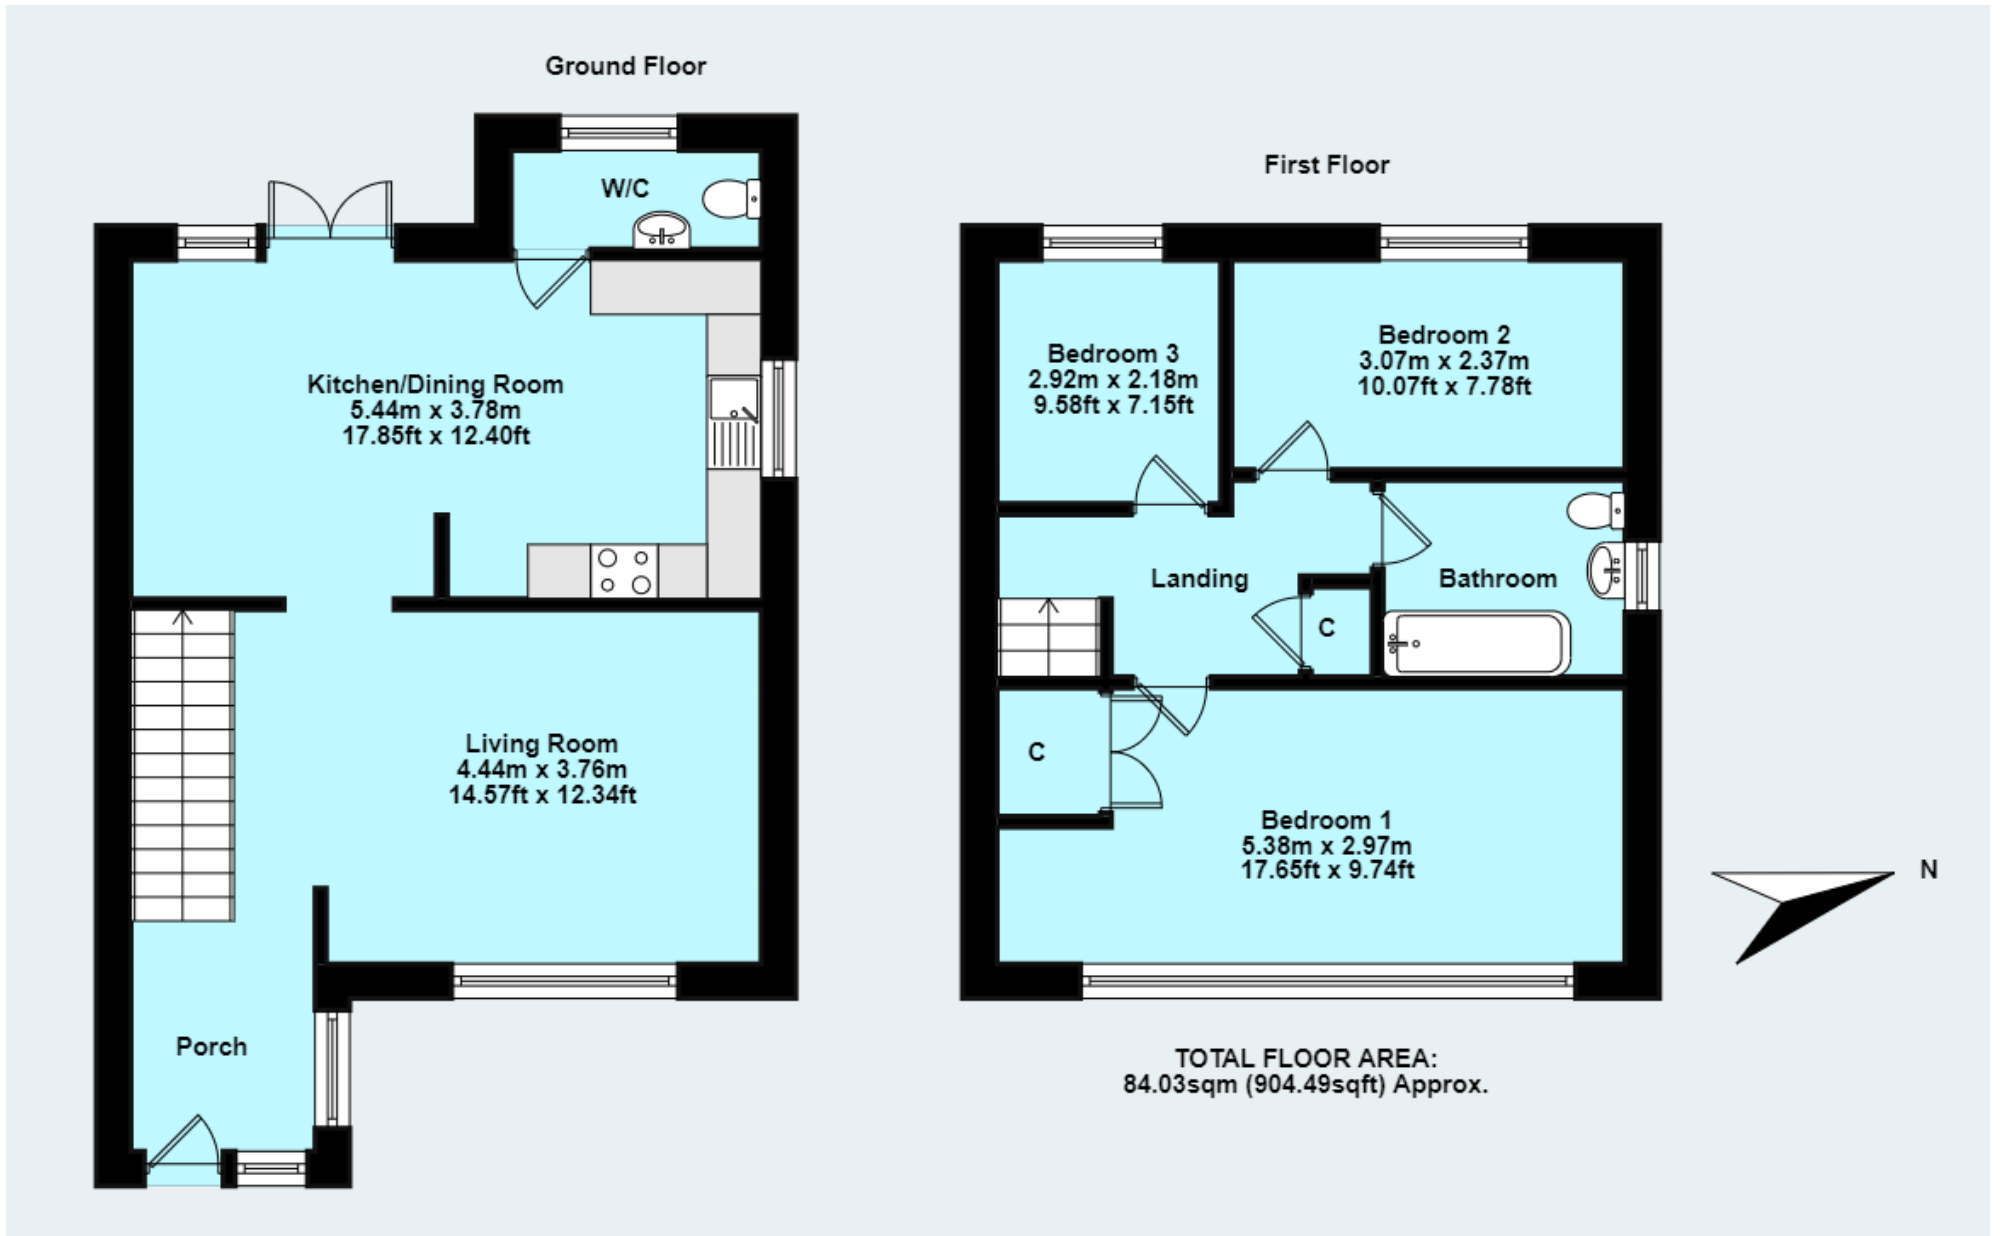 Ground Floor
W/C
Kitchen/Dining Room
5.44m x 3.78m
17.85ft x 12.40ft
Living Room
4.44m x 3.76m
14.57ft x 12.34ft
Porch
First Floor
Bedroom 3
2.92m x 2.18m
9.58ft x 7.15ft
Bedroom 2
3.07m x 2.37m
10.07ft x 7.78ft
Landing
Bathroom
C
C
Bedroom 1
5.38m x 2.97m
17.65ft x 9.74ft
N
TOTAL FLOOR AREA:
84.03sqm (904.49sqft) Approx.